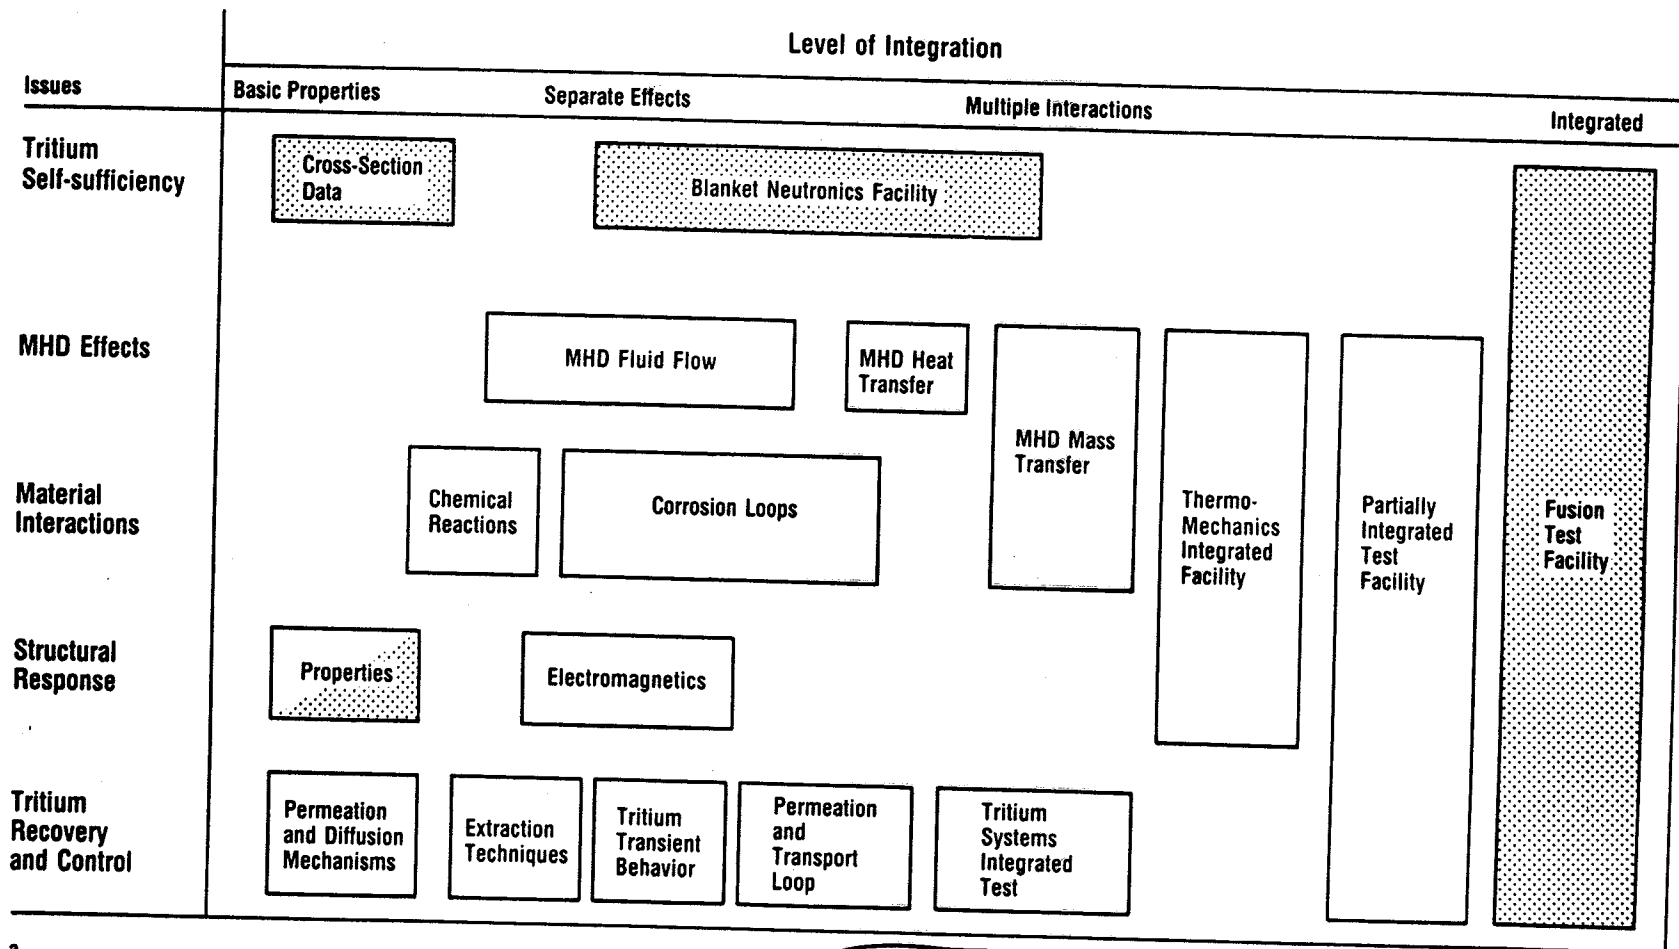 Level of Integration
Issues
Basic Properties
Separate Effects
Multiple Interactions
Integrated
Tritium
Self-sufficiency
Cross-Section
Data
Blanket Neutronics Facility
MHD Effects
MHD Fluid Flow
MHD Heat
Transfer
MHD Mass
Transfer
Thermo-
Mechanics
Integrated
Facility
Partially
Integrated
Test
Facility
Fusion
Test
Facility
Material
Interactions
Chemical
Reactions
Corrosion Loops
Structural
Response
Properties
Electromagnetics
Tritium
Recovery
and Control
Permeation
and Diffusion
Mechanisms
Extraction
Techniques
Tritium
Transient
Behavior
Permeation
and
Transport
Loop
Tritium
Systems
Integrated
Test